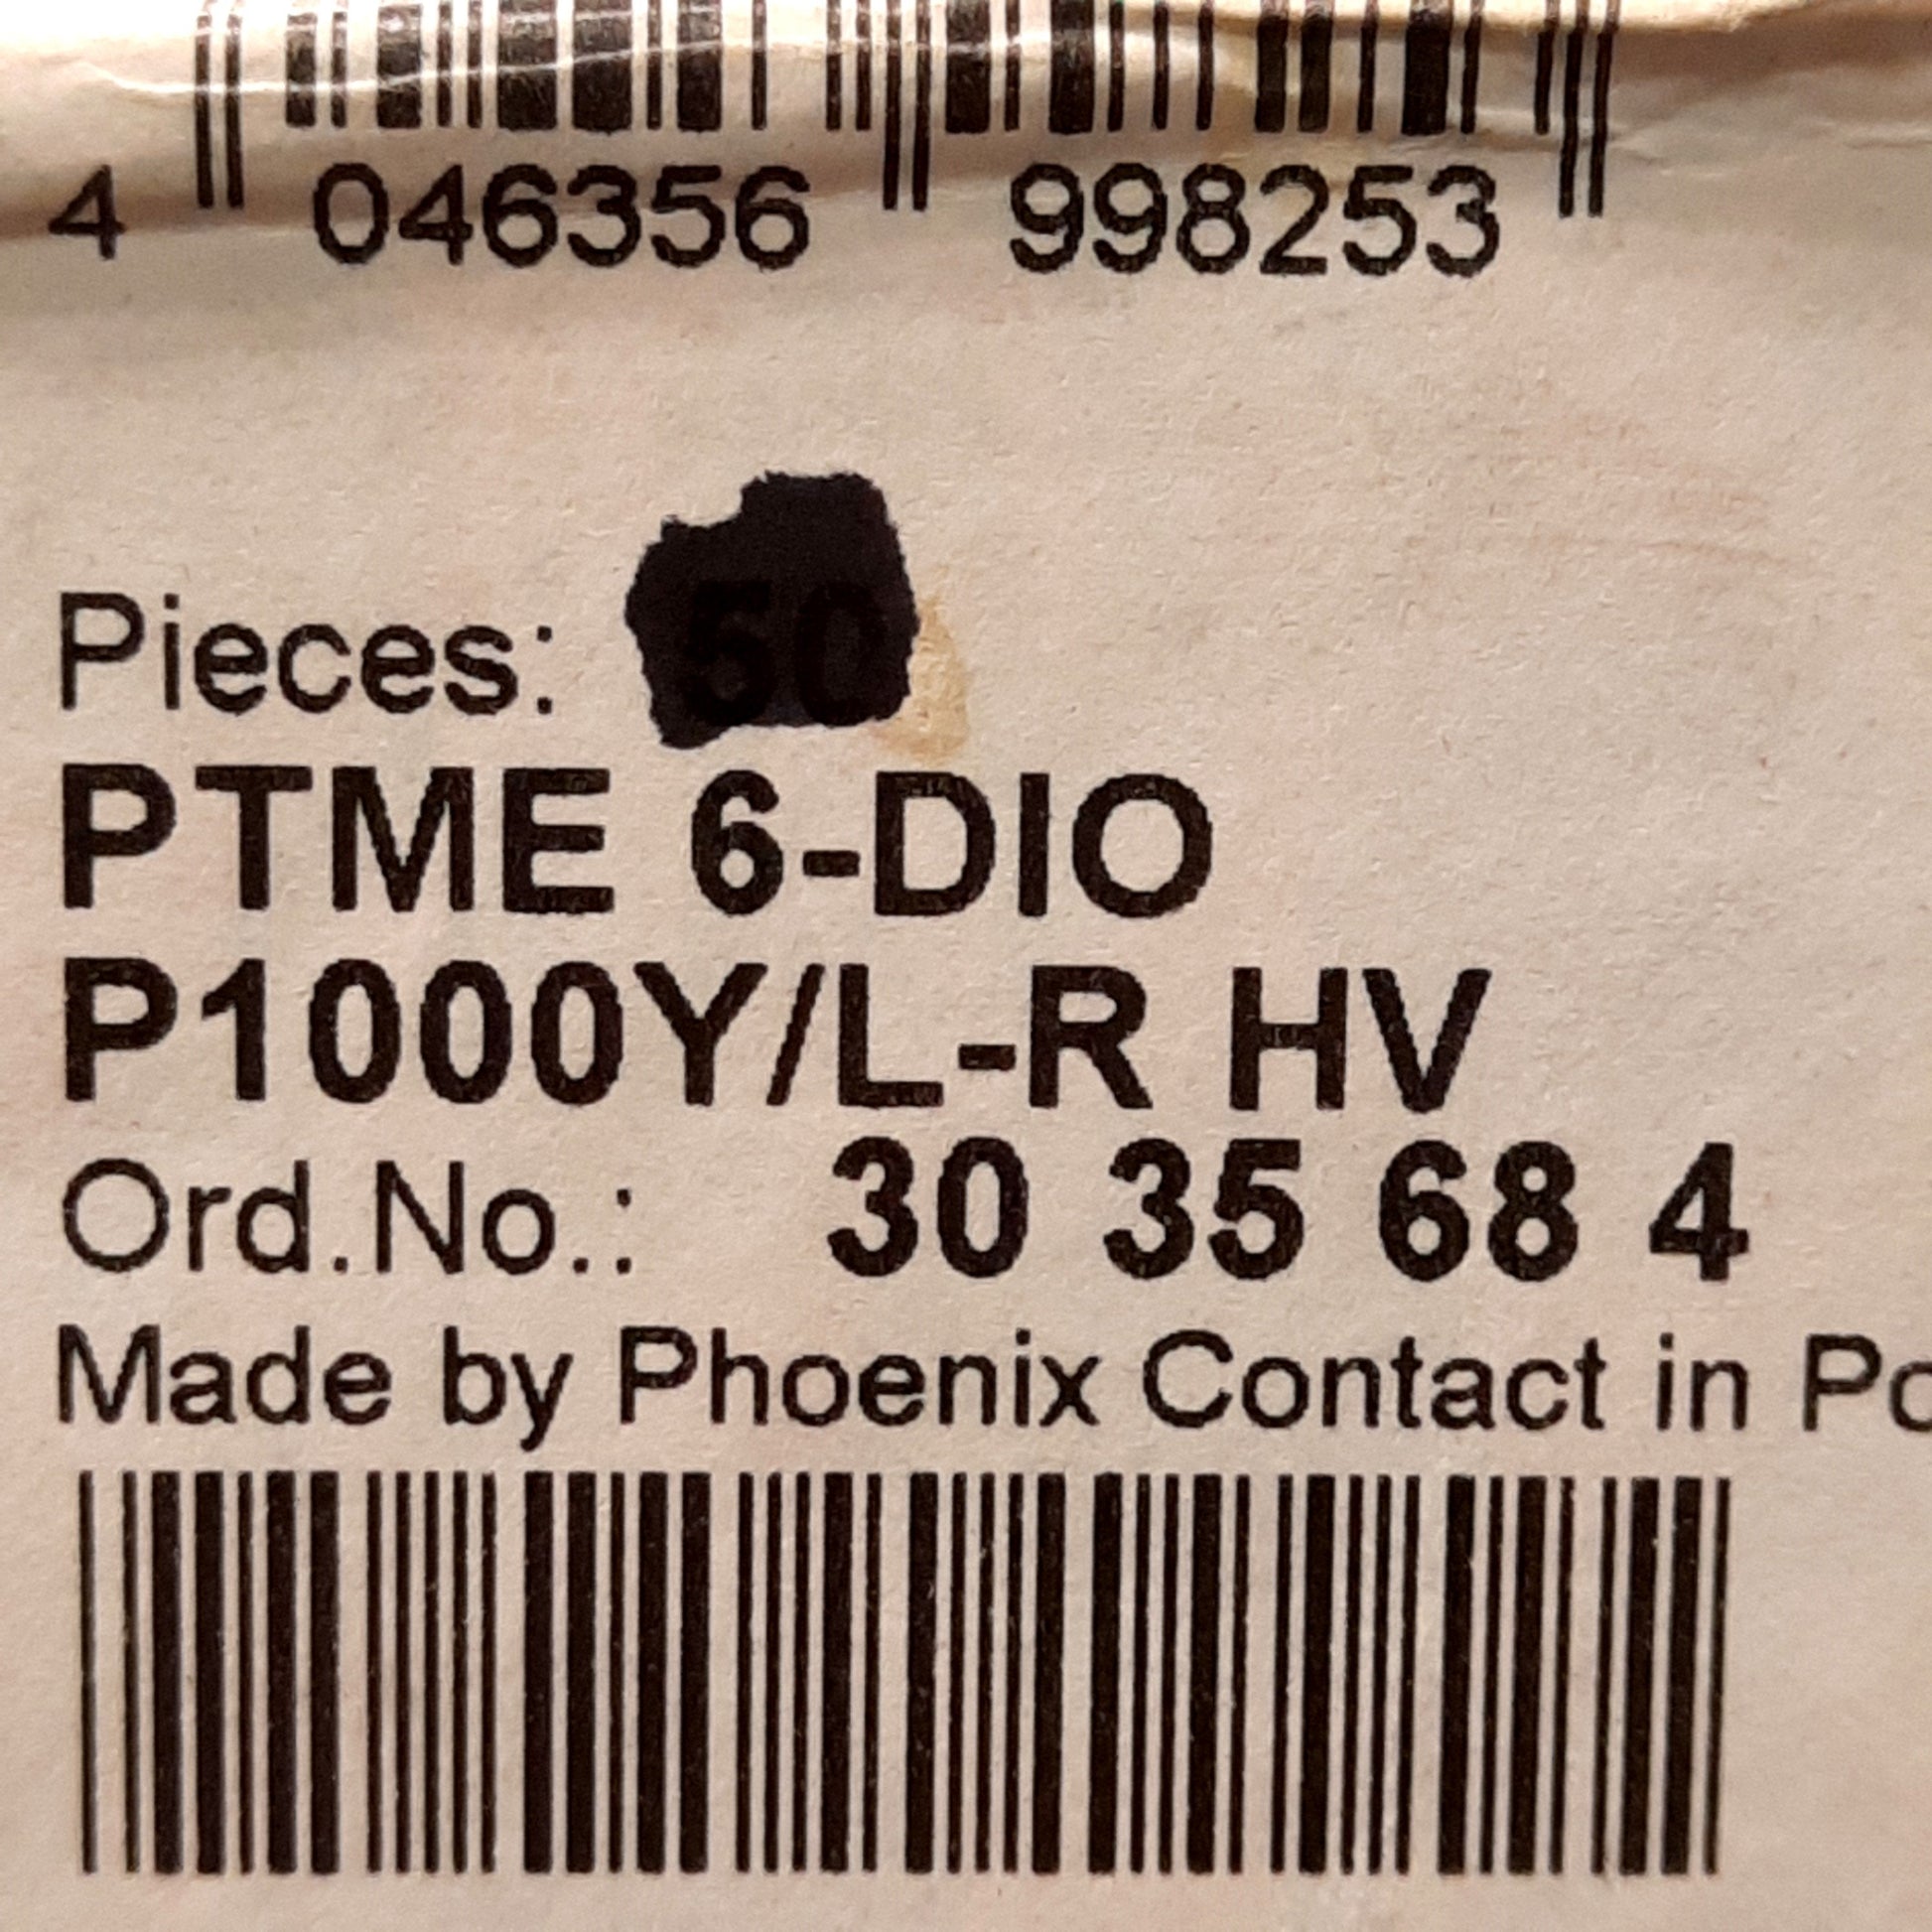 4 046356 998253
Pieces: 50
PTME 6-DIO
P1000Y/L-R HV
Ord.No.: 30 35 68 4
Made by Phoenix Contact in Po